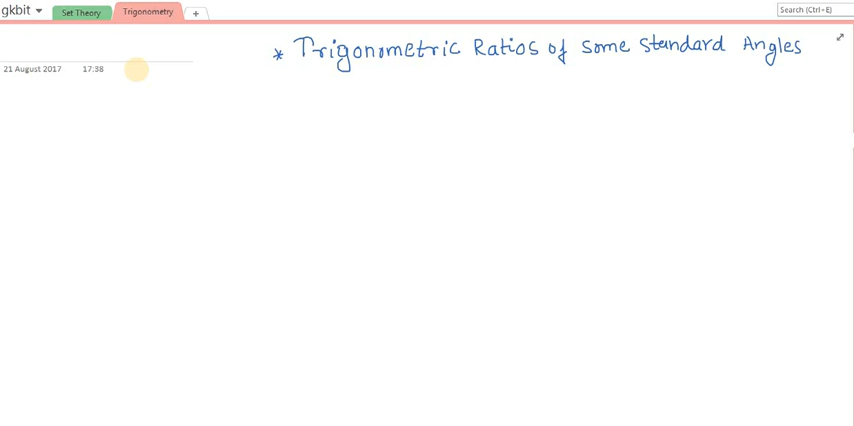 gkbit
Set Theory
Trigonometry
+
Search (Ctrl+E)
* Trigonometric Ratios of some standard Angles
21 August 2017 17:38